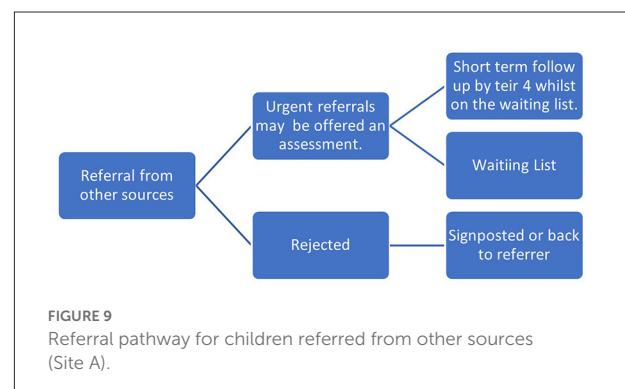 Short term follow
up by teir 4 whilst
on the waiting list.
Urgent referrals
may be offered an
assessment.
Waitiing List
Referral from
other sources
Rejected
Signposted or back
to referrer
FIGURE 9
Referral pathway for children referred from other sources
(Site A).